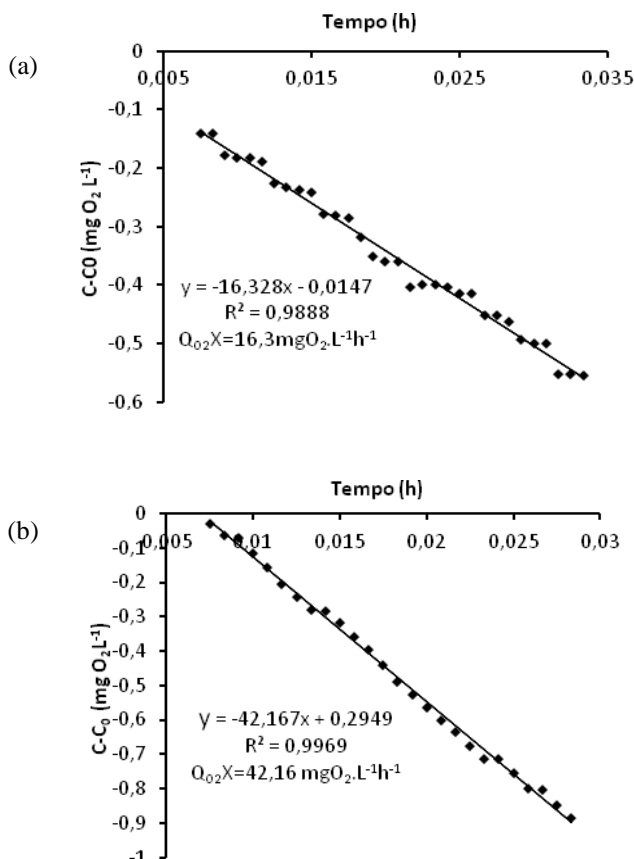 Tempo (h)
(a)
0
0,005 0,015 0,025 0,035
-0,1
-0,2
-0,3
-0,4
-0,5
-0,6
C-C0 (mg O₂ L⁻¹)
y = -16,328x - 0,0147
R² = 0,9888
Q₀₂X=16,3mgO₂.L⁻¹h⁻¹
Tempo (h)
(b)
0
0,005 0,01 0,015 0,02 0,025 0,03
-0,1
-0,2
-0,3
-0,4
-0,5
-0,6
-0,7
-0,8
-0,9
-1
C-C₀ (mg O₂L⁻¹)
y = -42,167x + 0,2949
R² = 0,9969
Q₀₂X=42,16 mgO₂.L⁻¹h⁻¹